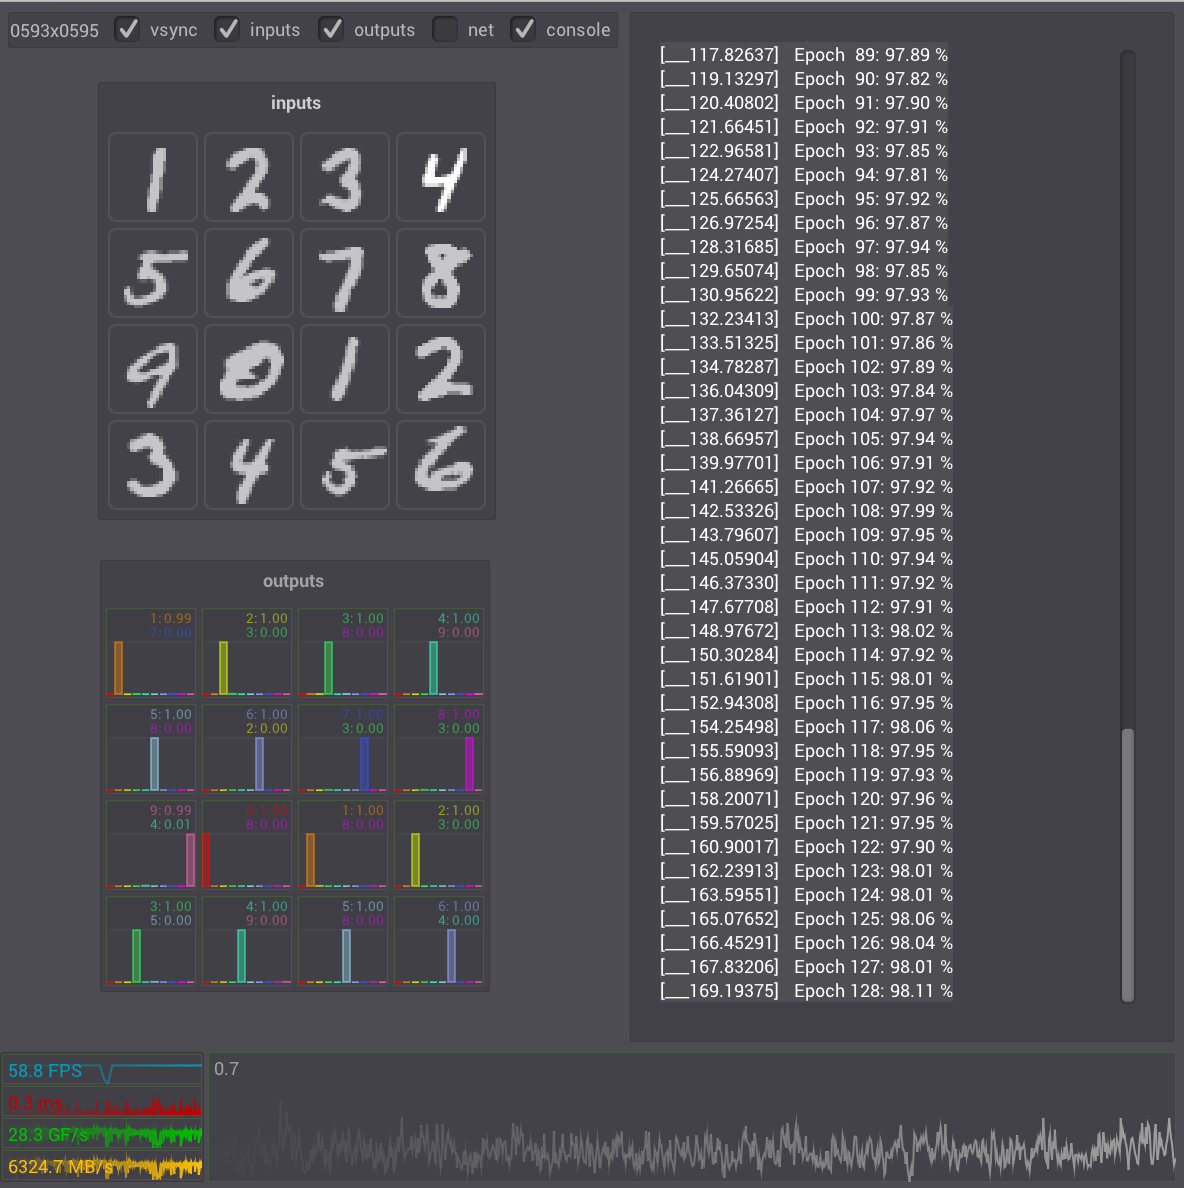 0593x0595 vsync inputs outputs net console
inputs
1 2 3 4
5 6 7 8
9 0 1 2
3 4 5 6
outputs
1:0.99 2:1.00 3:1.00 4:1.00
7:0.00 3:0.00 8:0.00 9:0.00
5:1.00 6:1.00 7:1.00 8:1.00
8:0.00 2:0.00 3:0.00 3:0.00
9:0.99 0:1.00 1:1.00 2:1.00
4:0.01 8:0.00 8:0.00 3:0.00
3:1.00 4:1.00 5:1.00 6:1.00
5:0.00 9:0.00 8:0.00 4:0.00
[___117.82637] Epoch 89: 97.89 %
[___119.13297] Epoch 90: 97.82 %
[___120.40802] Epoch 91: 97.90 %
[___121.66451] Epoch 92: 97.91 %
[___122.96581] Epoch 93: 97.85 %
[___124.27407] Epoch 94: 97.81 %
[___125.66563] Epoch 95: 97.92 %
[___126.97254] Epoch 96: 97.87 %
[___128.31685] Epoch 97: 97.94 %
[___129.65074] Epoch 98: 97.85 %
[___130.95622] Epoch 99: 97.93 %
[___132.23413] Epoch 100: 97.87 %
[___133.51325] Epoch 101: 97.86 %
[___134.78287] Epoch 102: 97.89 %
[___136.04309] Epoch 103: 97.84 %
[___137.36127] Epoch 104: 97.97 %
[___138.66957] Epoch 105: 97.94 %
[___139.97701] Epoch 106: 97.91 %
[___141.26665] Epoch 107: 97.92 %
[___142.53326] Epoch 108: 97.99 %
[___143.79607] Epoch 109: 97.95 %
[___145.05904] Epoch 110: 97.94 %
[___146.37330] Epoch 111: 97.92 %
[___147.67708] Epoch 112: 97.91 %
[___148.97672] Epoch 113: 98.02 %
[___150.30284] Epoch 114: 97.92 %
[___151.61901] Epoch 115: 98.01 %
[___152.94308] Epoch 116: 97.95 %
[___154.25498] Epoch 117: 98.06 %
[___155.59093] Epoch 118: 97.95 %
[___156.88969] Epoch 119: 97.93 %
[___158.20071] Epoch 120: 97.96 %
[___159.57025] Epoch 121: 97.95 %
[___160.90017] Epoch 122: 97.90 %
[___162.23913] Epoch 123: 98.01 %
[___163.59551] Epoch 124: 98.01 %
[___165.07652] Epoch 125: 98.06 %
[___166.45291] Epoch 126: 98.04 %
[___167.83206] Epoch 127: 98.01 %
[___169.19375] Epoch 128: 98.11 %
58.8 FPS
0.3 ms
28.3 GF/s
6324.7 MB/s
0.7